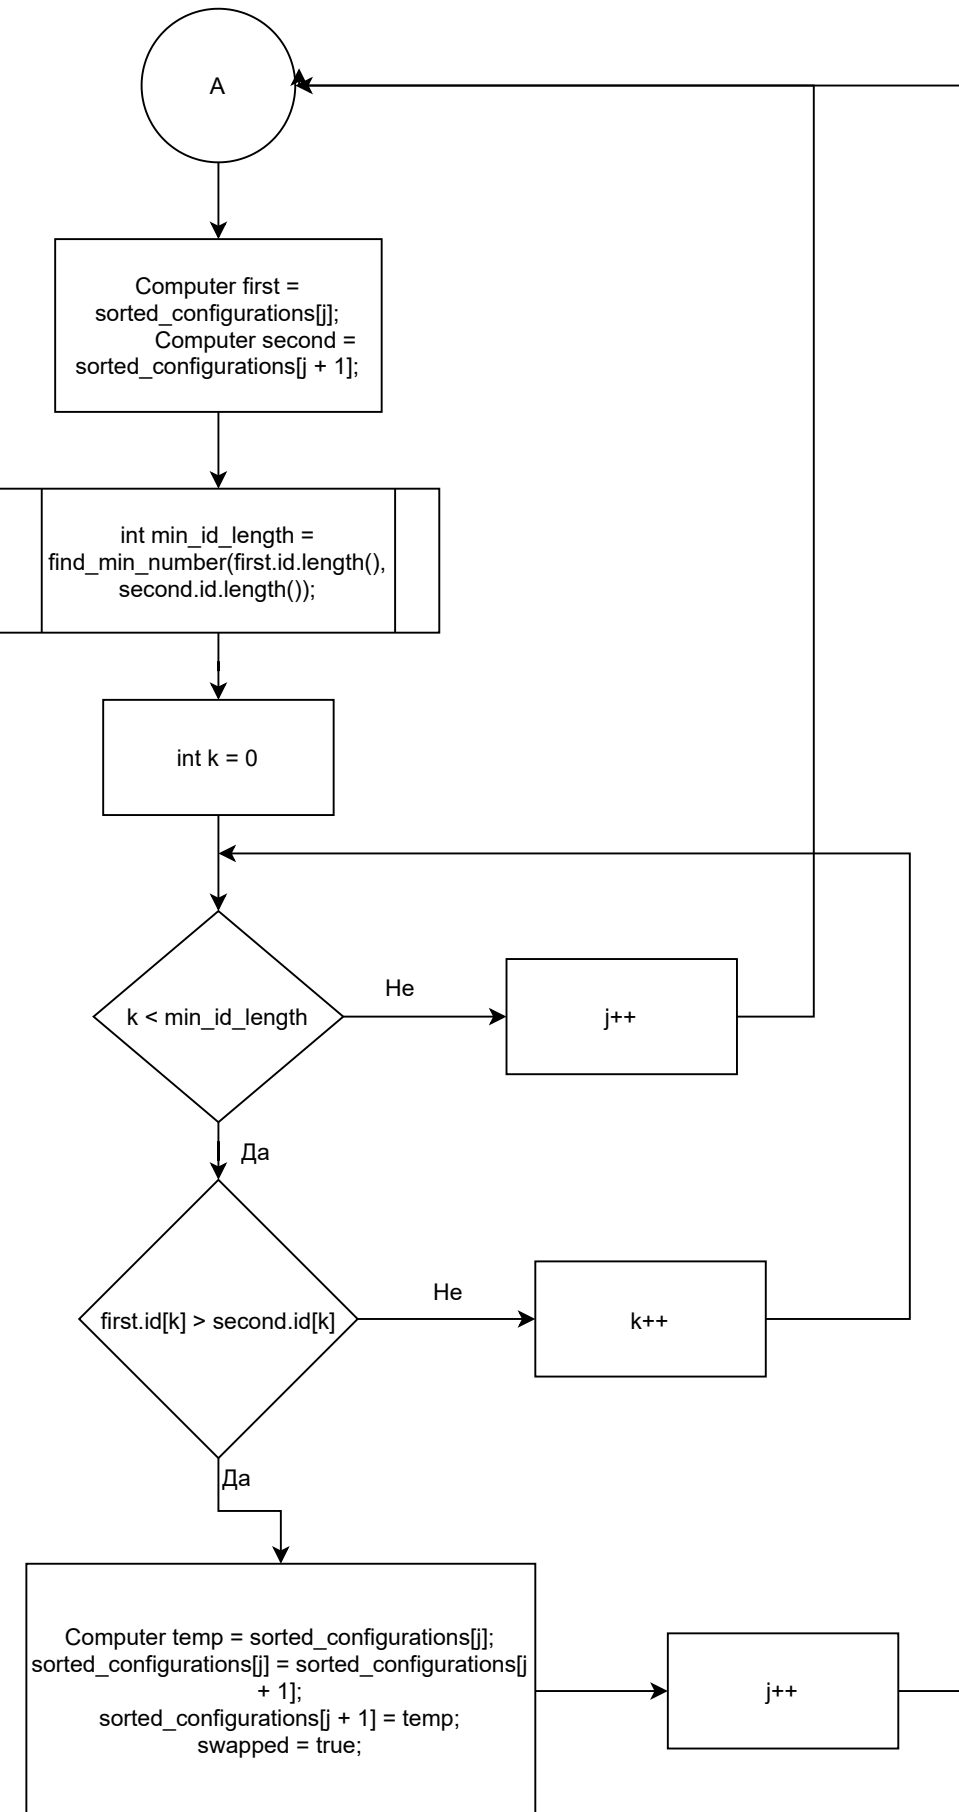 A
Computer first =
sorted_configurations[j];
Computer second =
sorted_configurations[j + 1];
int min_id_length =
find_min_number(first.id.length(),
second.id.length());
int k = 0
k < min_id_length
Не
j++
Да
first.id[k] > second.id[k]
Не
k++
Да
Computer temp = sorted_configurations[j];
sorted_configurations[j] = sorted_configurations[j
+ 1];
sorted_configurations[j + 1] = temp;
swapped = true;
j++